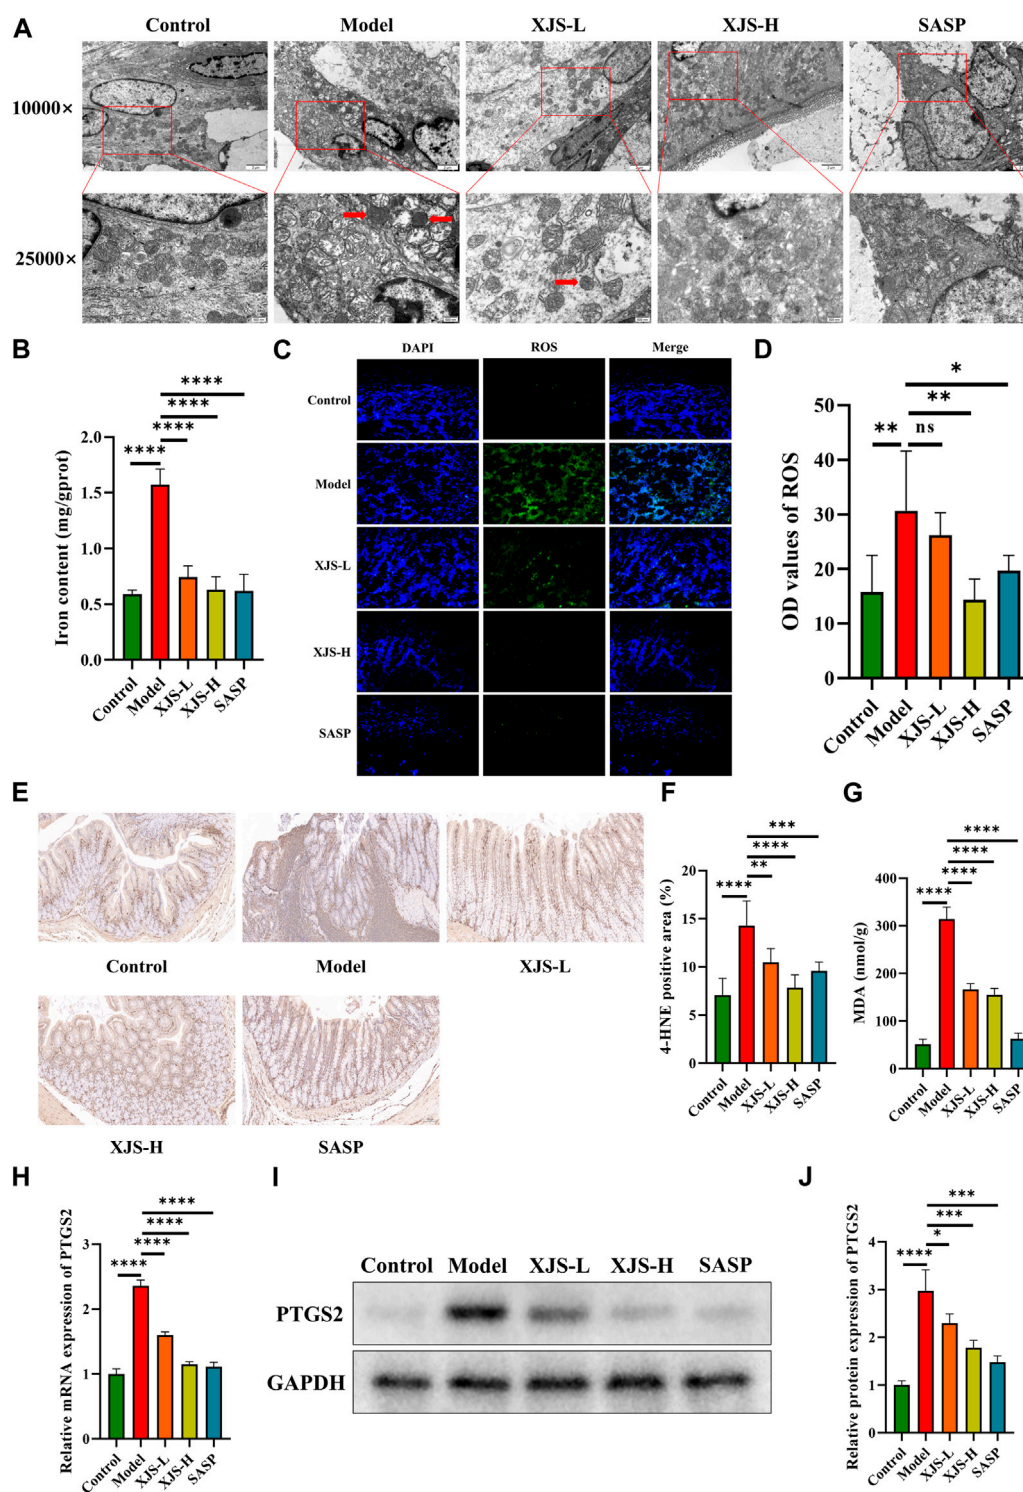 A
Control Model XJS-L XJS-H SASP
10000×
25000×
B
**** 
****
****
****
Iron content (mg/gprot)
2.0
1.5
1.0
0.5
0.0
Control Model XJS-L XJS-H SASP
C
DAPI ROS Merge
Control
Model
XJS-L
XJS-H
SASP
D
*
**
** ns
OD values of ROS
50
40
30
20
10
0
Control Model XJS-L XJS-H SASP
E
Control Model XJS-L
XJS-H SASP
F
***
****
**
****
4-HNE positive area (%)
20
15
10
5
0
Control Model XJS-L XJS-H SASP
G
****
****
****
****
MDA (nmol/g)
400
300
200
100
0
Control Model XJS-L XJS-H SASP
H
****
****
****
****
Relative mRNA expression of PTGS2
3
2
1
0
Control Model XJS-L XJS-H SASP
I
Control Model XJS-L XJS-H SASP
PTGS2
GAPDH
J
***
***
*
****
Relative protein expression of PTGS2
4
3
2
1
0
Control Model XJS-L XJS-H SASP